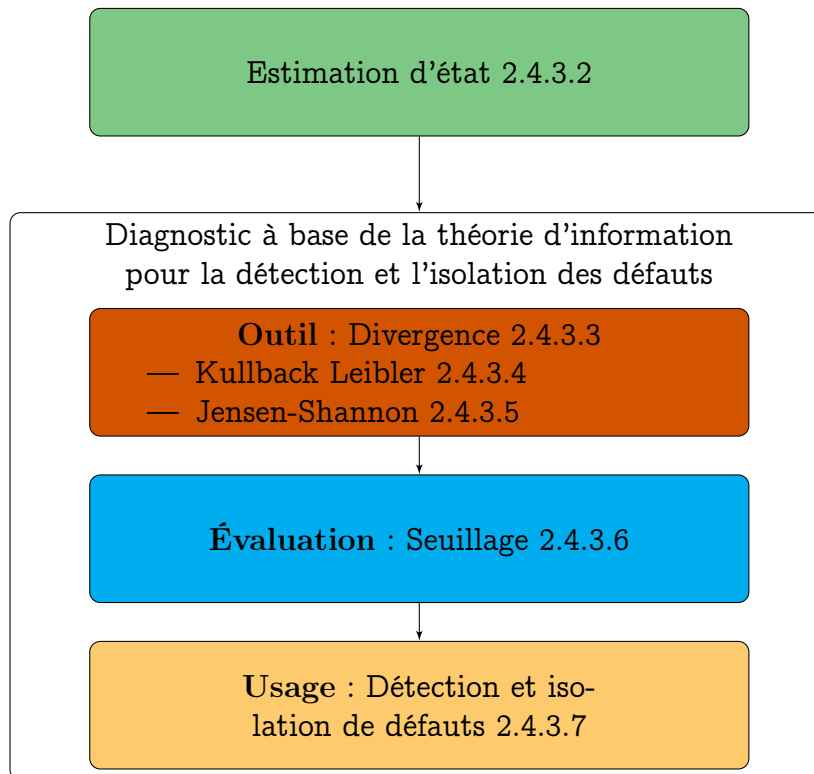 Estimation d'état 2.4.3.2
Diagnostic à base de la théorie d'information
pour la détection et l'isolation des défauts
Outil : Divergence 2.4.3.3
— Kullback Leibler 2.4.3.4
— Jensen-Shannon 2.4.3.5
Évaluation : Seuillage 2.4.3.6
Usage : Détection et iso-
lation de défauts 2.4.3.7